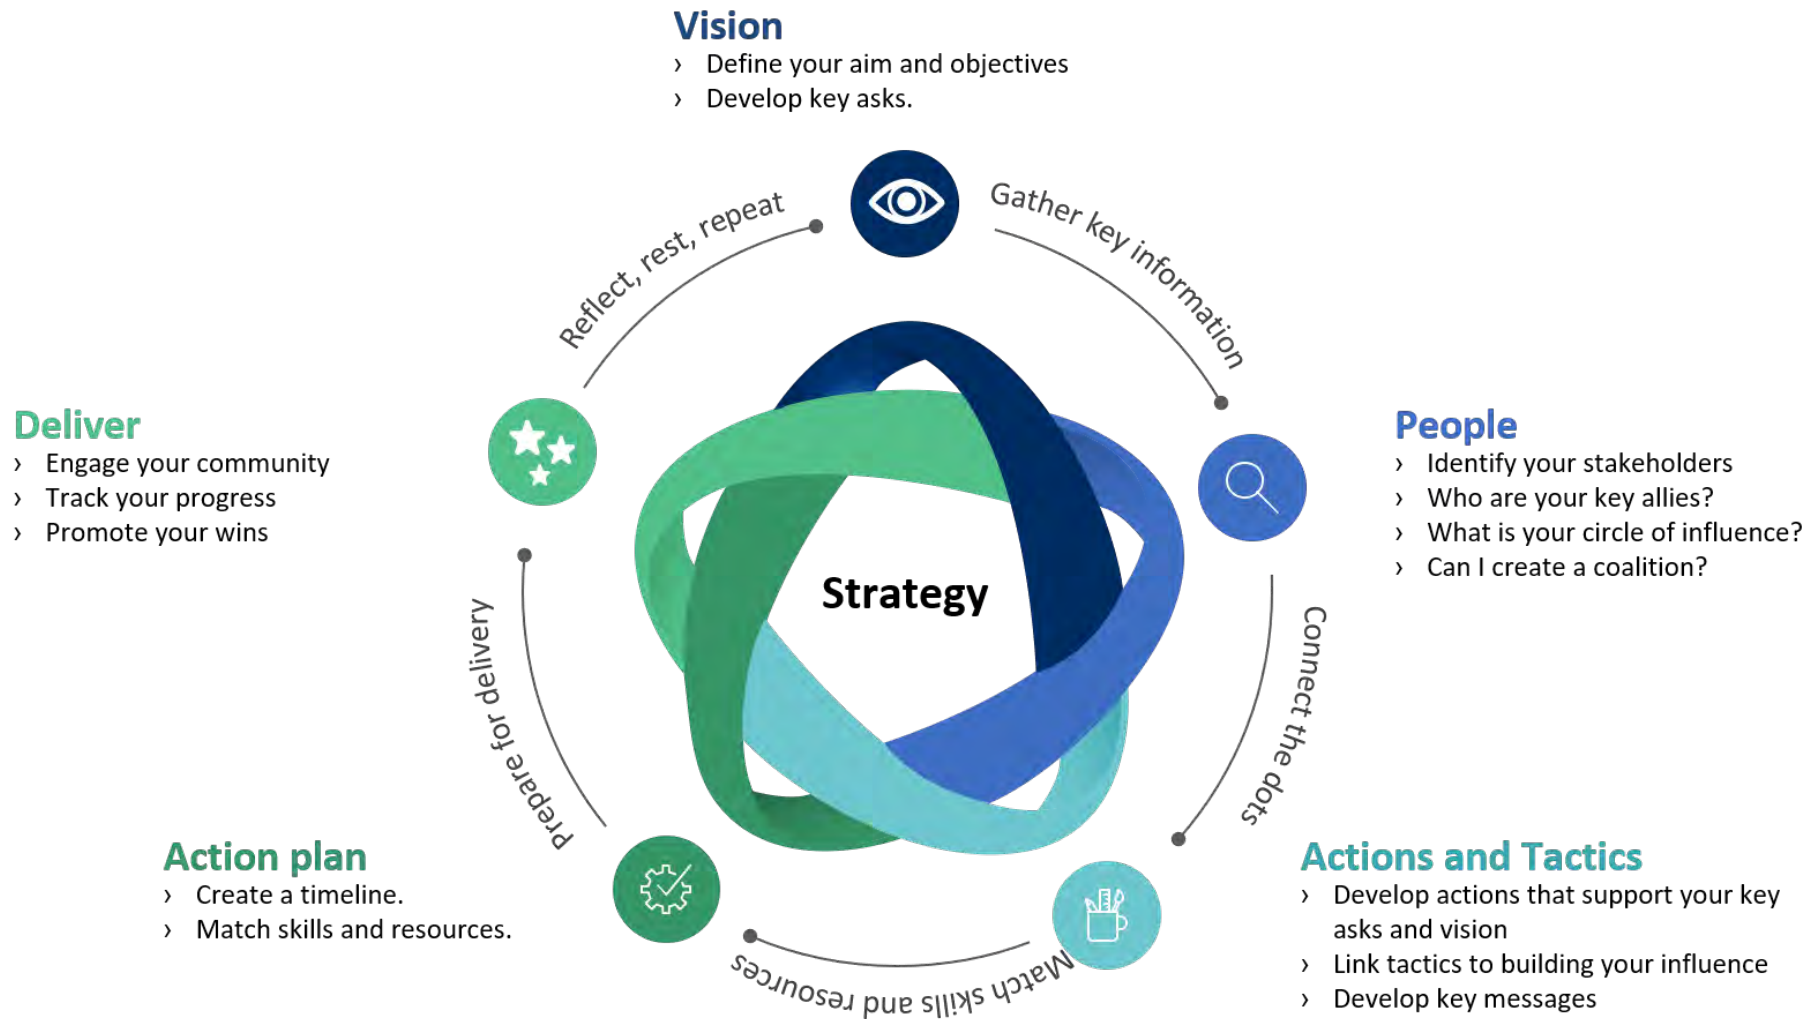 Vision
› Define your aim and objectives
› Develop key asks.
Gather key information
People
› Identify your stakeholders
› Who are your key allies?
› What is your circle of influence?
› Can I create a coalition?
Connect the dots
Actions and Tactics
› Develop actions that support your key
asks and vision
› Link tactics to building your influence
› Develop key messages
Match skills and resources
Action plan
› Create a timeline.
› Match skills and resources.
Prepare for delivery
Deliver
› Engage your community
› Track your progress
› Promote your wins
Reflect, rest, repeat
Strategy